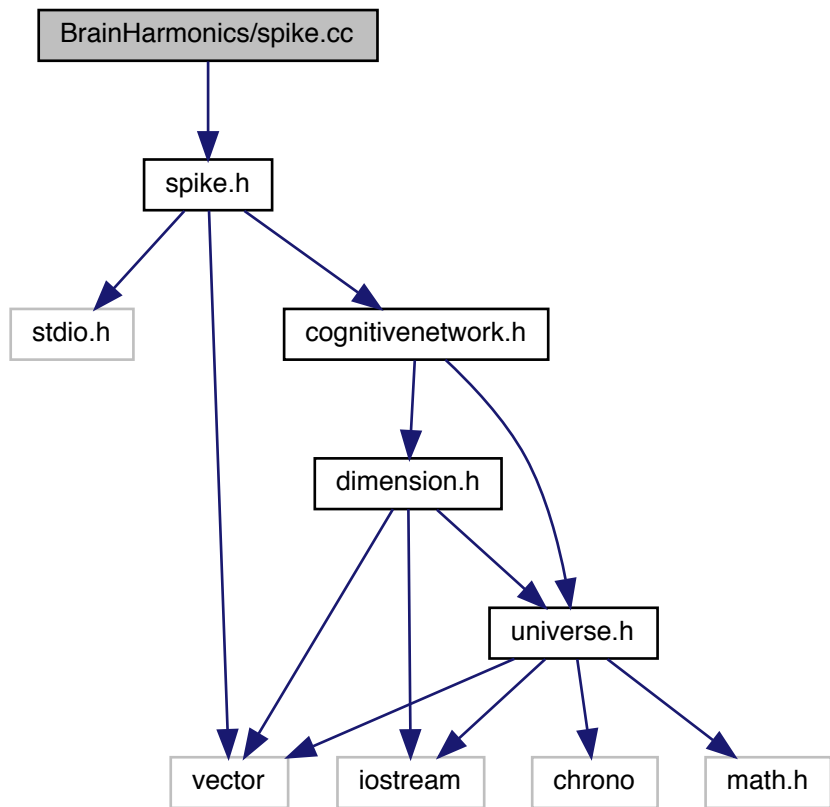 BrainHarmonics/spike.cc
spike.h
stdio.h
cognitivenetwork.h
dimension.h
universe.h
vector
iostream
chrono
math.h